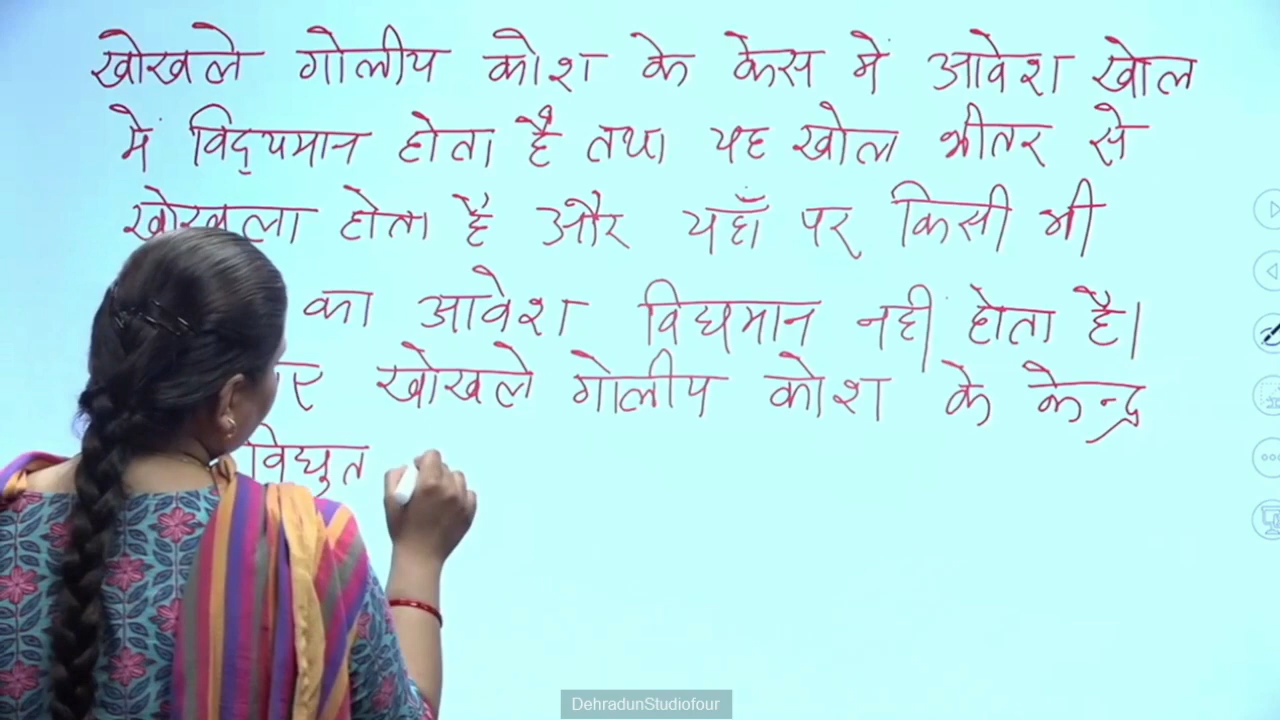 खोखले गोलीय कोश के केस में आवेश खोल
में विद्यमान होता है तथा यह खोल भीतर से
खोखला होता है और यहाँ पर किसी भी
का आवेश विद्यमान नही होता है।
खोखले गोलीय कोश के केन्द्र
विद्युत
DehradunStudiofour